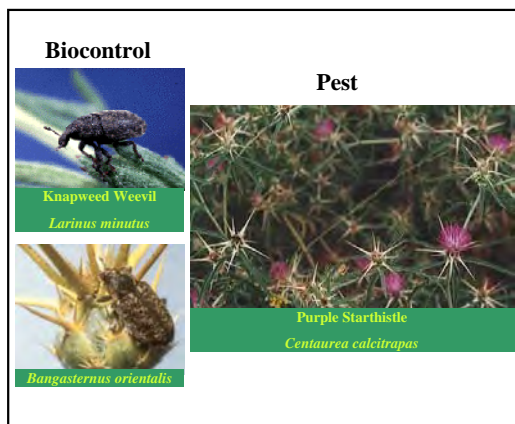 Biocontrol
Knapweed Weevil
Larinus minutus
Bangasternus orientalis
Pest
Purple Starthistle
Centaurea calcitrapas